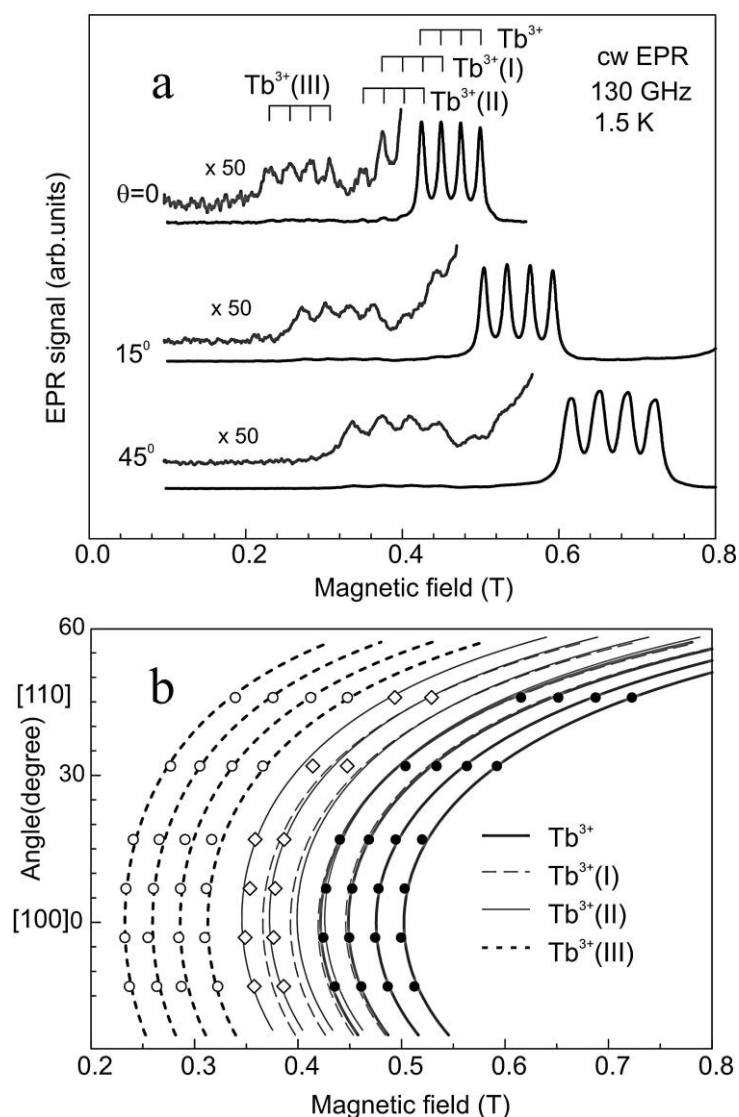 a
Tb³⁺
Tb³⁺(I)
Tb³⁺(II)
Tb³⁺(III)
cw EPR
130 GHz
1.5 K
x 50
θ=0
x 50
15⁰
x 50
45⁰
EPR signal (arb.units)
0.0 0.2 0.4 0.6 0.8
Magnetic field (T)
b
60
[110]
30
[100]0
Angle(degree)
Tb³⁺
Tb³⁺(I)
Tb³⁺(II)
Tb³⁺(III)
0.2 0.3 0.4 0.5 0.6 0.7 0.8
Magnetic field (T)